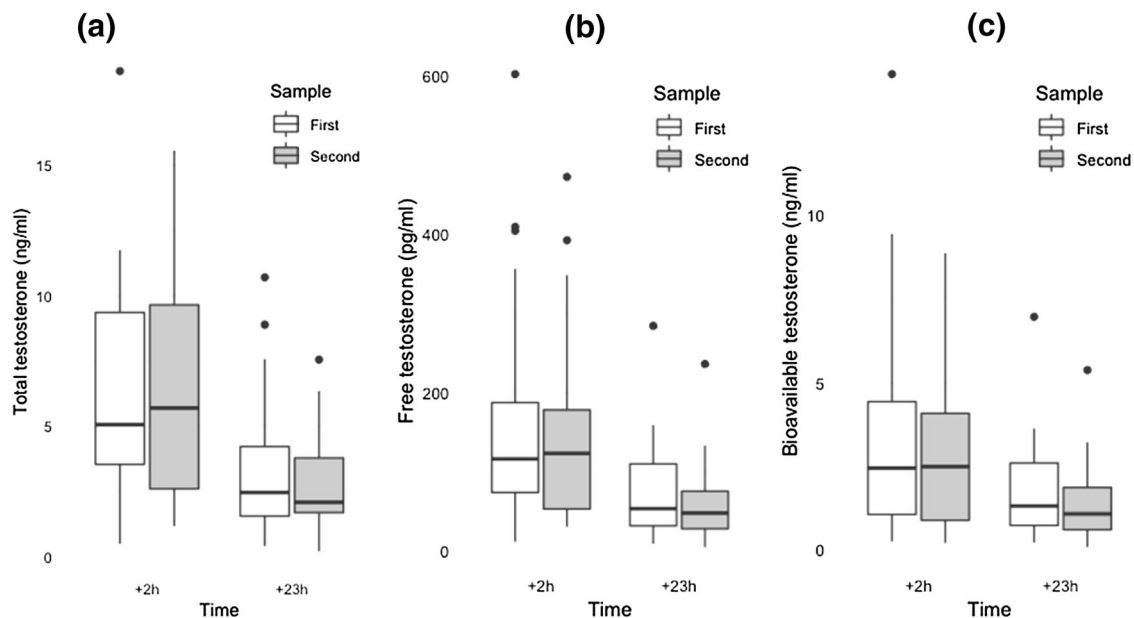 (a)
Total testosterone (ng/ml)
15
10
5
0
Sample
First
Second
+2h
+23h
Time
(b)
Free testosterone (pg/ml)
600
400
200
0
Sample
First
Second
+2h
+23h
Time
(c)
Bioavailable testosterone (ng/ml)
10
5
0
Sample
First
Second
+2h
+23h
Time